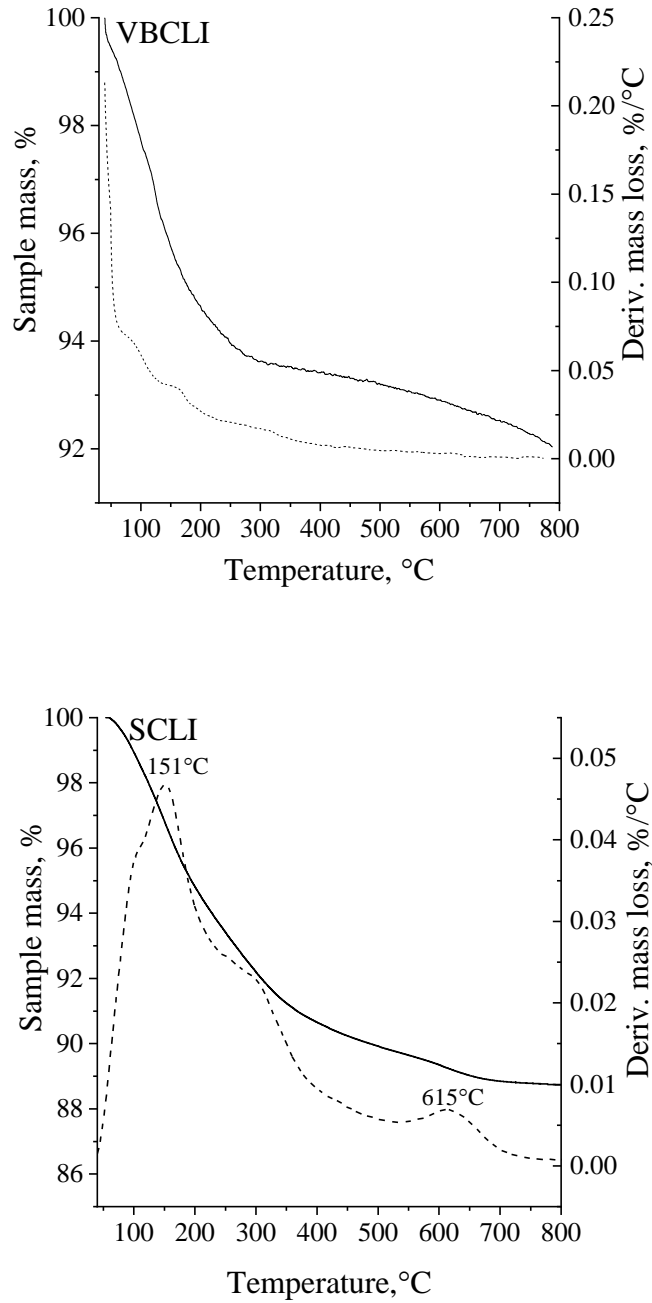 VBCLI
Sample mass, %
100
98
96
94
92
Deriv. mass loss, %/°C
0.25
0.20
0.15
0.10
0.05
0.00
100 200 300 400 500 600 700 800
Temperature, °C
SCLI
151°C
615°C
Sample mass, %
100
98
96
94
92
90
88
86
Deriv. mass loss, %/°C
0.05
0.04
0.03
0.02
0.01
0.00
100 200 300 400 500 600 700 800
Temperature,°C